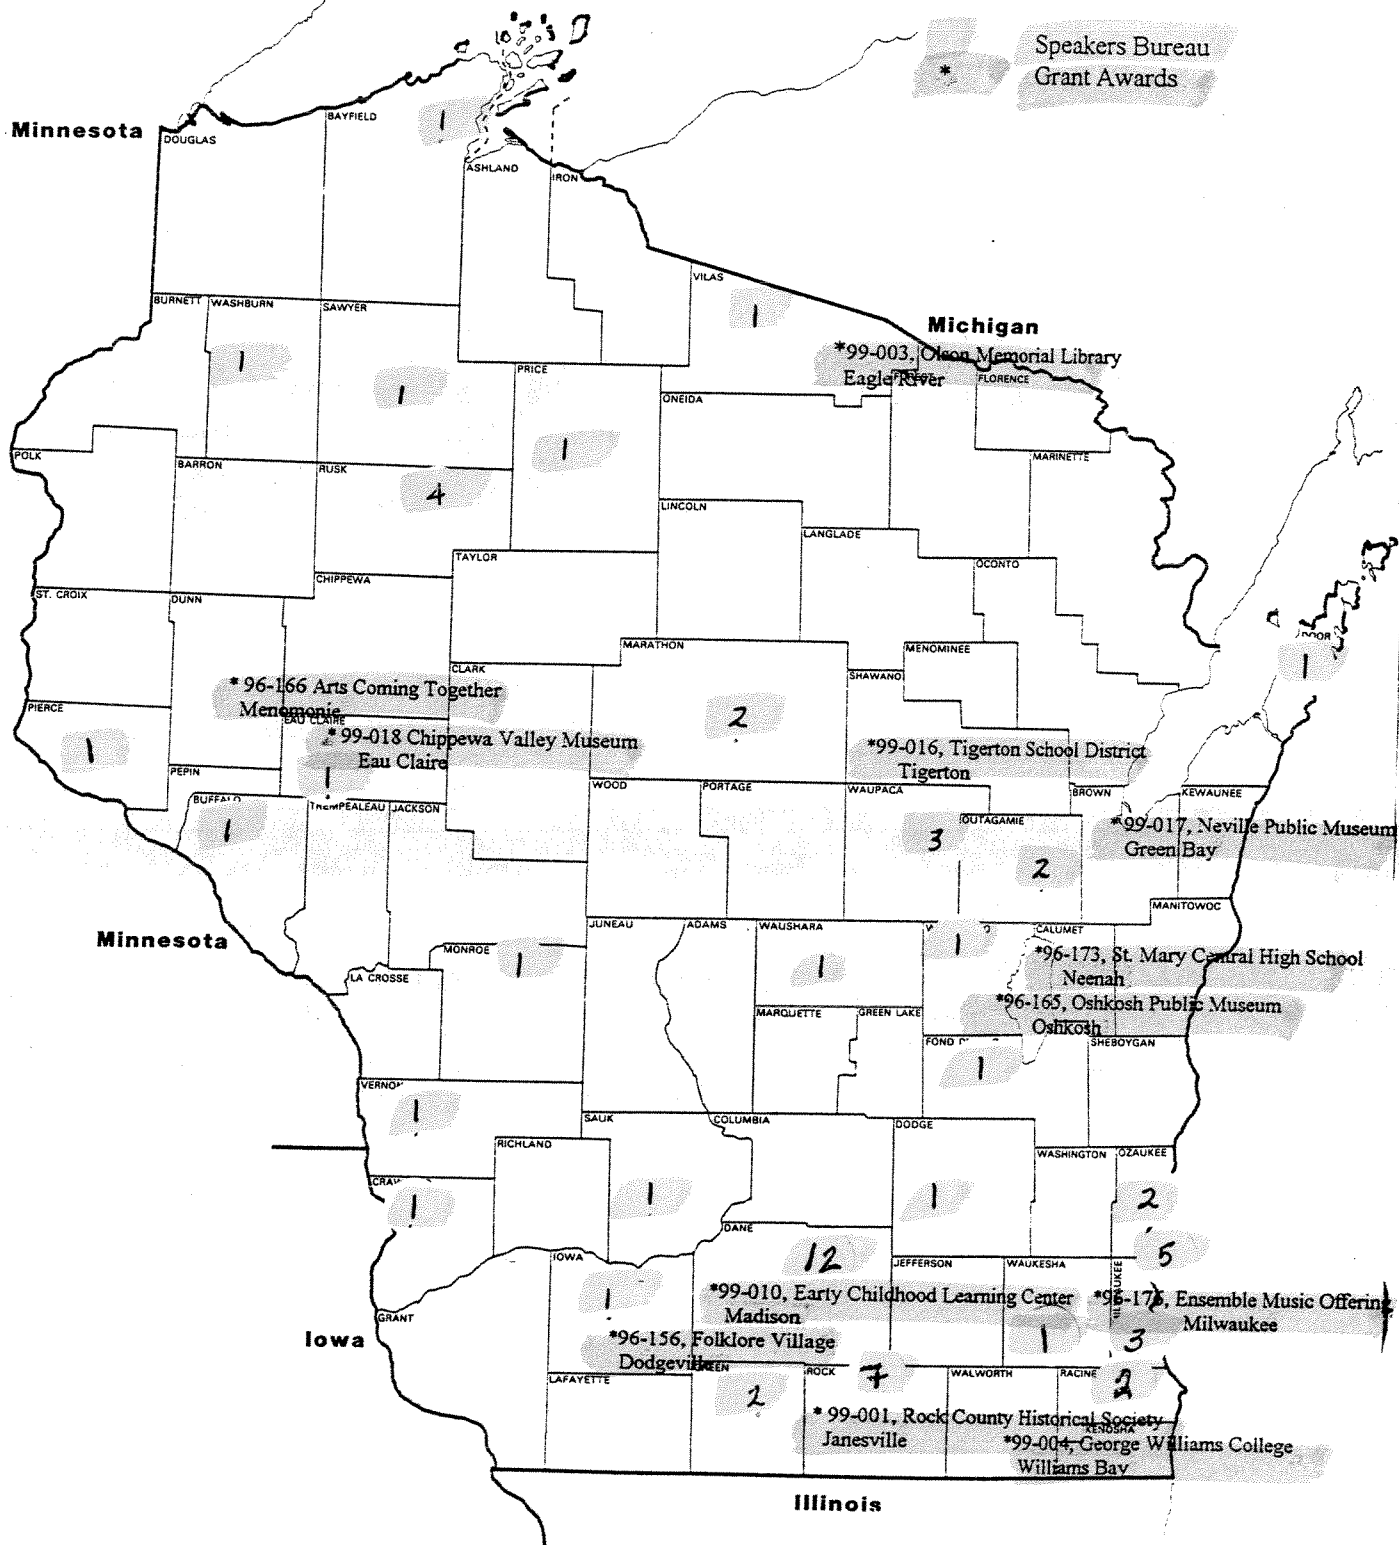 Speakers Bureau
*
Grant Awards
Minnesota
BAYFIELD
1
DOUGLAS
ASHLAND
IRON
VILAS
1
BURNETT
WASHBURN
SAWYER
Michigan
1
1
*99-003, Olson Memorial Library
Eagle River
PRICE
FLORENCE
ONEIDA
1
POLK
BARRON
RUSK
MARINETTE
4
LINCOLN
LANGLADE
TAYLOR
OCONTO
CHIPPEWA
ST. CROIX
DUNN
DOOR
1
MARATHON
MENOMINEE
CLARK
SHAWANO
* 96-166 Arts Coming Together
Menomonie
PIERCE
EAU CLAIRE
2
1
* 99-018 Chippewa Valley Museum
Eau Claire
1
*99-016, Tigerton School District
Tigerton
PEPIN
WOOD
PORTAGE
WAUPACA
BROWN
KEWAUNEE
BUFFALO
TREMPEALEAU
JACKSON
1
3
OUTAGAMIE
2
*99-017, Neville Public Museum
Green Bay
MANITOWOC
JUNEAU
ADAMS
WAUSHARA
CALUMET
Minnesota
MONROE
1
1
1
LA CROSSE
*96-173, St. Mary Central High School
Neenah
*96-165, Oshkosh Public Museum
Oshkosh
MARQUETTE
GREEN LAKE
FOND
SHEBOYGAN
1
VERNON
1
SAUK
COLUMBIA
DODGE
RICHLAND
WASHINGTON
OZAUKEE
1
1
1
2
DANE
5
IOWA
12
JEFFERSON
WAUKESHA
MILWAUKEE
1
*99-010, Early Childhood Learning Center
Madison
Ensemble Music Offering
Milwaukee
GRANT
Iowa
*96-156, Folklore Village
Dodgeville
1
3
LAFAYETTE
GREEN
ROCK
7
WALWORTH
RACINE
2
2
* 99-001, Rock County Historical Society
Janesville
KENOSHA
*99-004, George Williams College
Williams Bay
Illinois